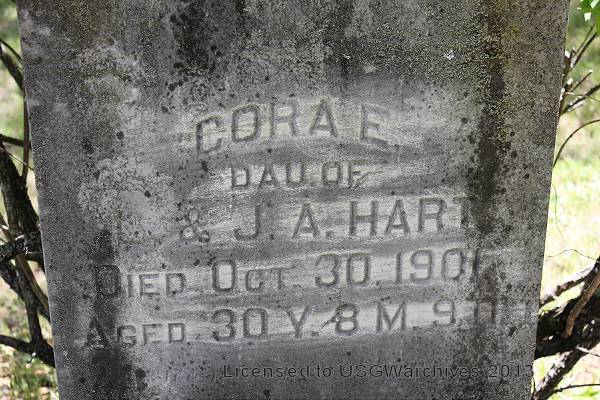 CORA E.
DAU. OF
& J. A. HART
DIED OCT. 30. 1901
AGED. 30 Y. 8 M. 9 D.
Licensed to USGWarchives 2013